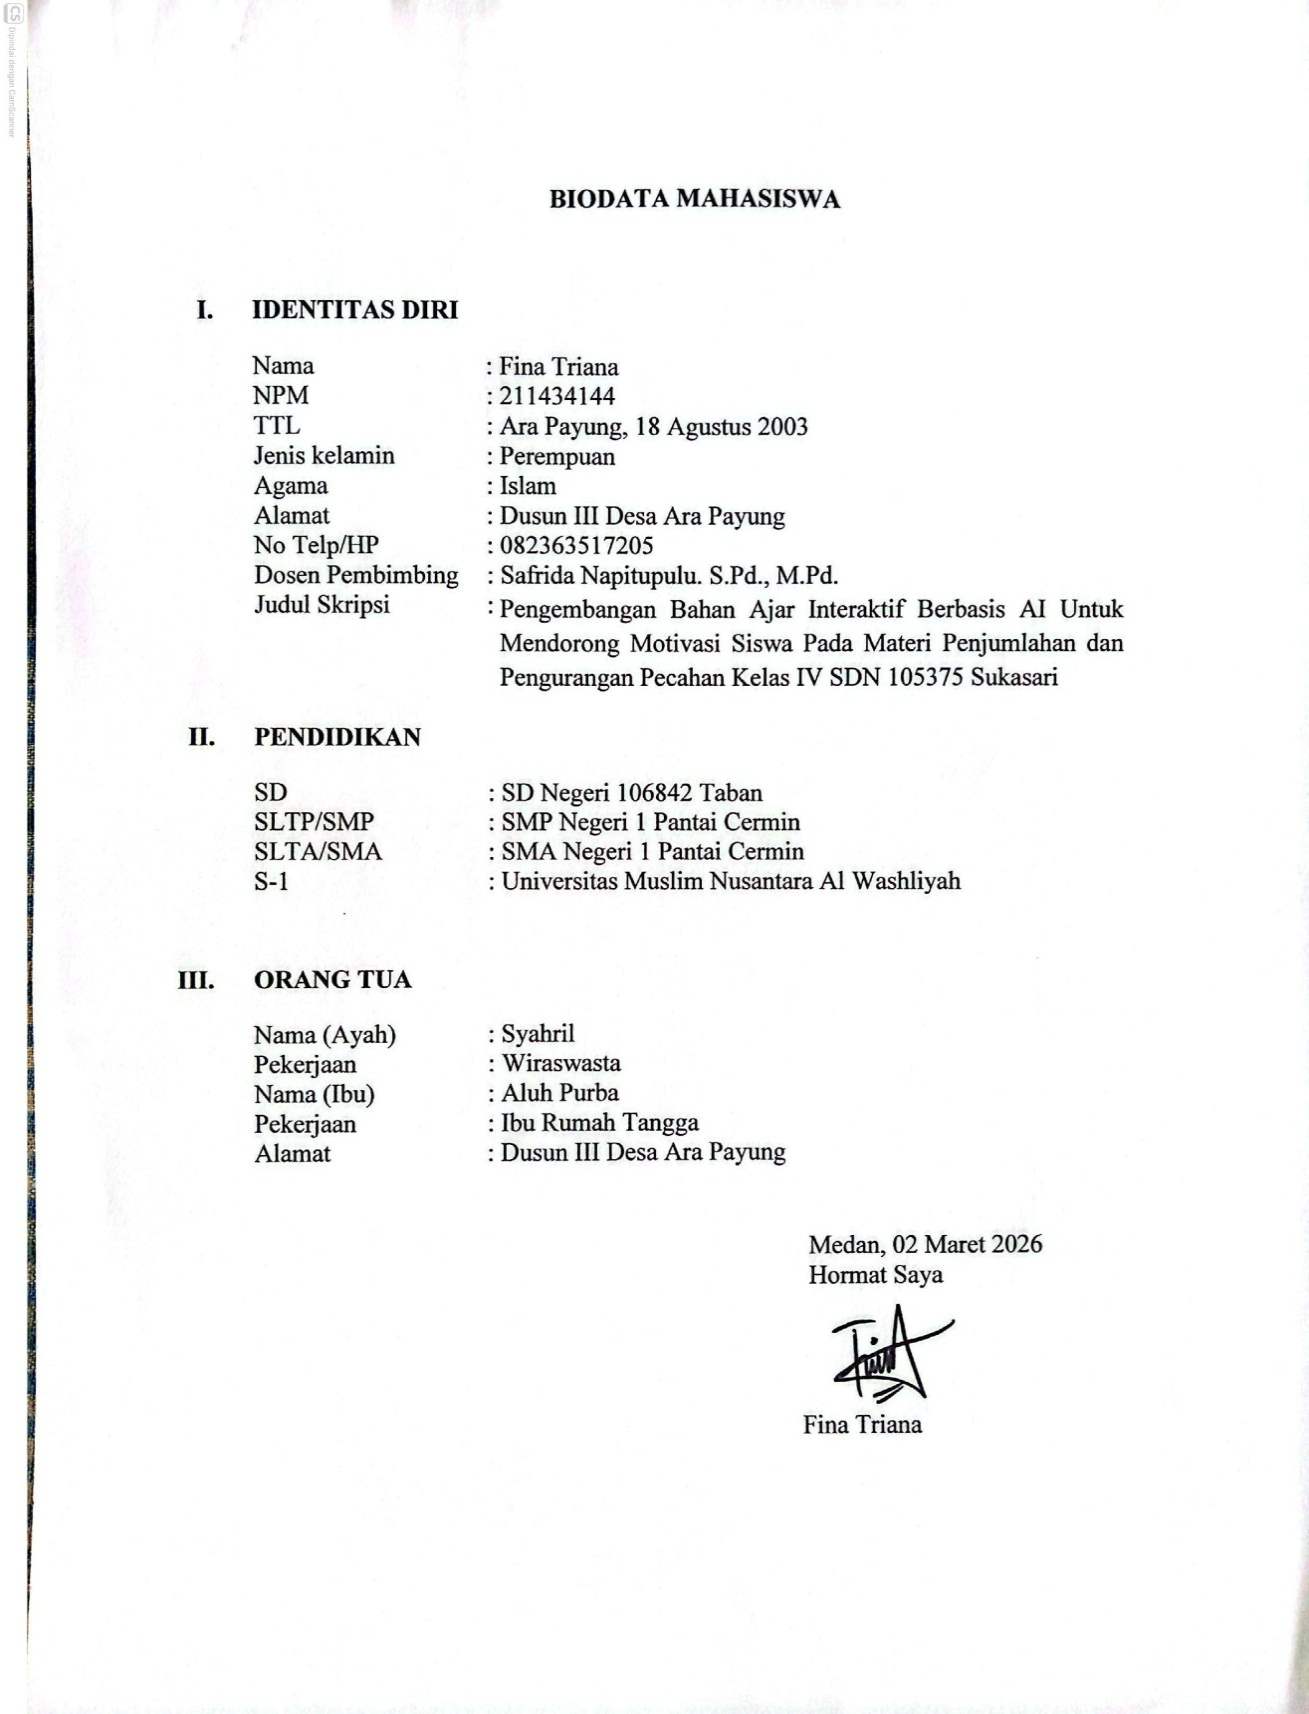 CS Dipindai dengan CamScanner
BIODATA MAHASISWA
I. IDENTITAS DIRI
Nama : Fina Triana
NPM : 211434144
TTL : Ara Payung, 18 Agustus 2003
Jenis kelamin : Perempuan
Agama : Islam
Alamat : Dusun III Desa Ara Payung
No Telp/HP : 082363517205
Dosen Pembimbing : Safrida Napitupulu. S.Pd., M.Pd.
Judul Skripsi : Pengembangan Bahan Ajar Interaktif Berbasis AI Untuk
Mendorong Motivasi Siswa Pada Materi Penjumlahan dan
Pengurangan Pecahan Kelas IV SDN 105375 Sukasari
II. PENDIDIKAN
SD : SD Negeri 106842 Taban
SLTP/SMP : SMP Negeri 1 Pantai Cermin
SLTA/SMA : SMA Negeri 1 Pantai Cermin
S-1 : Universitas Muslim Nusantara Al Washliyah
III. ORANG TUA
Nama (Ayah) : Syahril
Pekerjaan : Wiraswasta
Nama (Ibu) : Aluh Purba
Pekerjaan : Ibu Rumah Tangga
Alamat : Dusun III Desa Ara Payung
Medan, 02 Maret 2026
Hormat Saya
Fina Triana